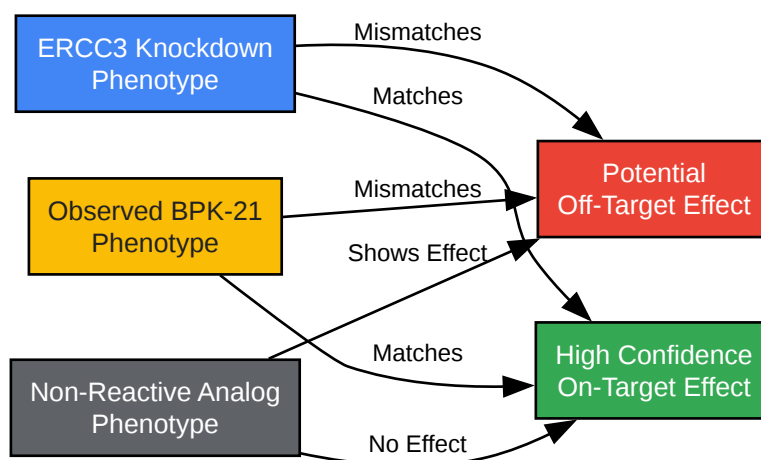 ERCC3 Knockdown
Phenotype
Mismatches
Matches
Potential
Off-Target Effect
Observed BPK-21
Phenotype
Mismatches
Shows Effect
Matches
High Confidence
On-Target Effect
Non-Reactive Analog
Phenotype
No Effect